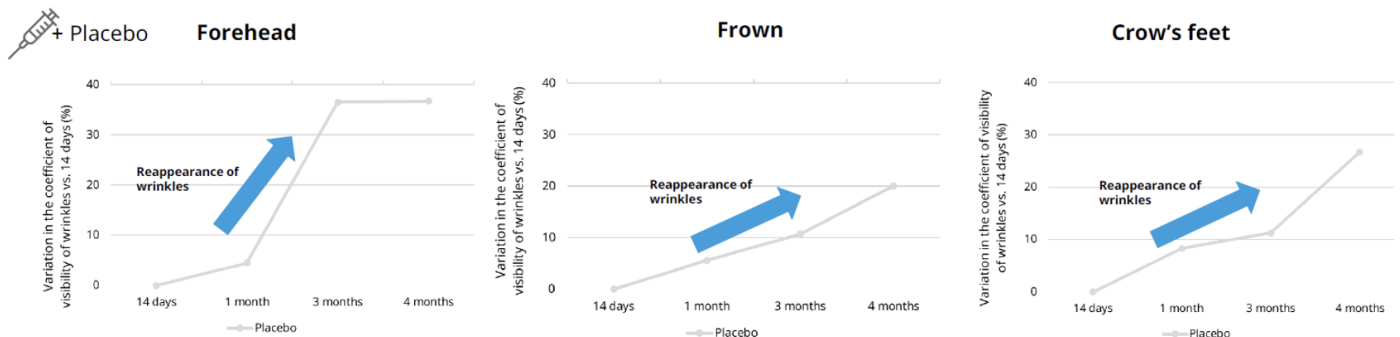 + Placebo
Forehead
Variation in the coefficient of
visibility of wrinkles vs. 14 days (%)
40
30
20
10
0
Reappearance of
wrinkles
14 days
1 month
3 months
4 months
Placebo
Frown
Variation in the coefficient of
visibility of wrinkles vs. 14 days (%)
40
30
20
10
0
Reappearance of
wrinkles
14 days
1 month
3 months
4 months
Placebo
Crow's feet
Variation in the coefficient of visibility
of wrinkles vs. 14 days (%)
40
30
20
10
0
Reappearance of
wrinkles
14 days
1 month
3 months
4 months
Placebo